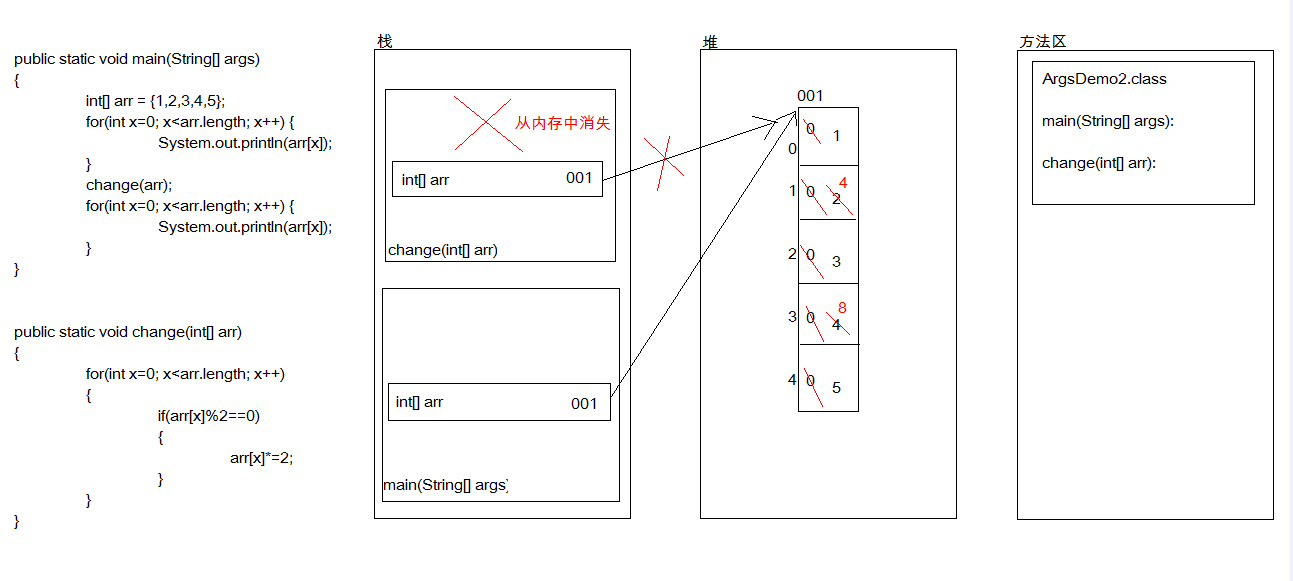 public static void main(String[] args)
{
int[] arr = {1,2,3,4,5};
for(int x=0; x<arr.length; x++) {
System.out.println(arr[x]);
}
change(arr);
for(int x=0; x<arr.length; x++) {
System.out.println(arr[x]);
}
}
public static void change(int[] arr)
{
for(int x=0; x<arr.length; x++)
{
if(arr[x]%2==0)
{
arr[x]*=2;
}
}
}
栈
从内存中消失
int[] arr 001
change(int[] arr)
int[] arr 001
main(String[] args)
堆
001
0 0 1
1 0 2 4
2 0 3
3 0 4 8
4 0 5
方法区
ArgsDemo2.class
main(String[] args):
change(int[] arr):